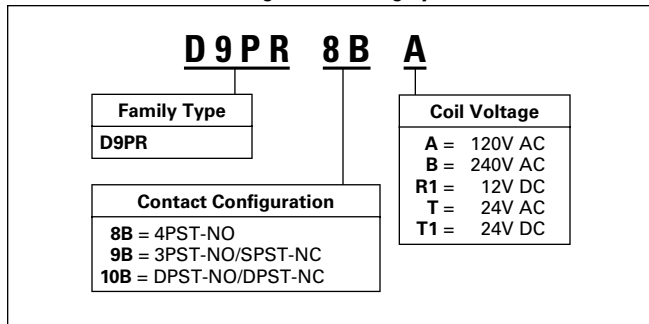 D9PR 8B A
Family Type
D9PR
Contact Configuration
8B = 4PST-NO
9B = 3PST-NO/SPST-NC
10B = DPST-NO/DPST-NC
Coil Voltage
A = 120V AC
B = 240V AC
R1 = 12V DC
T = 24V AC
T1 = 24V DC